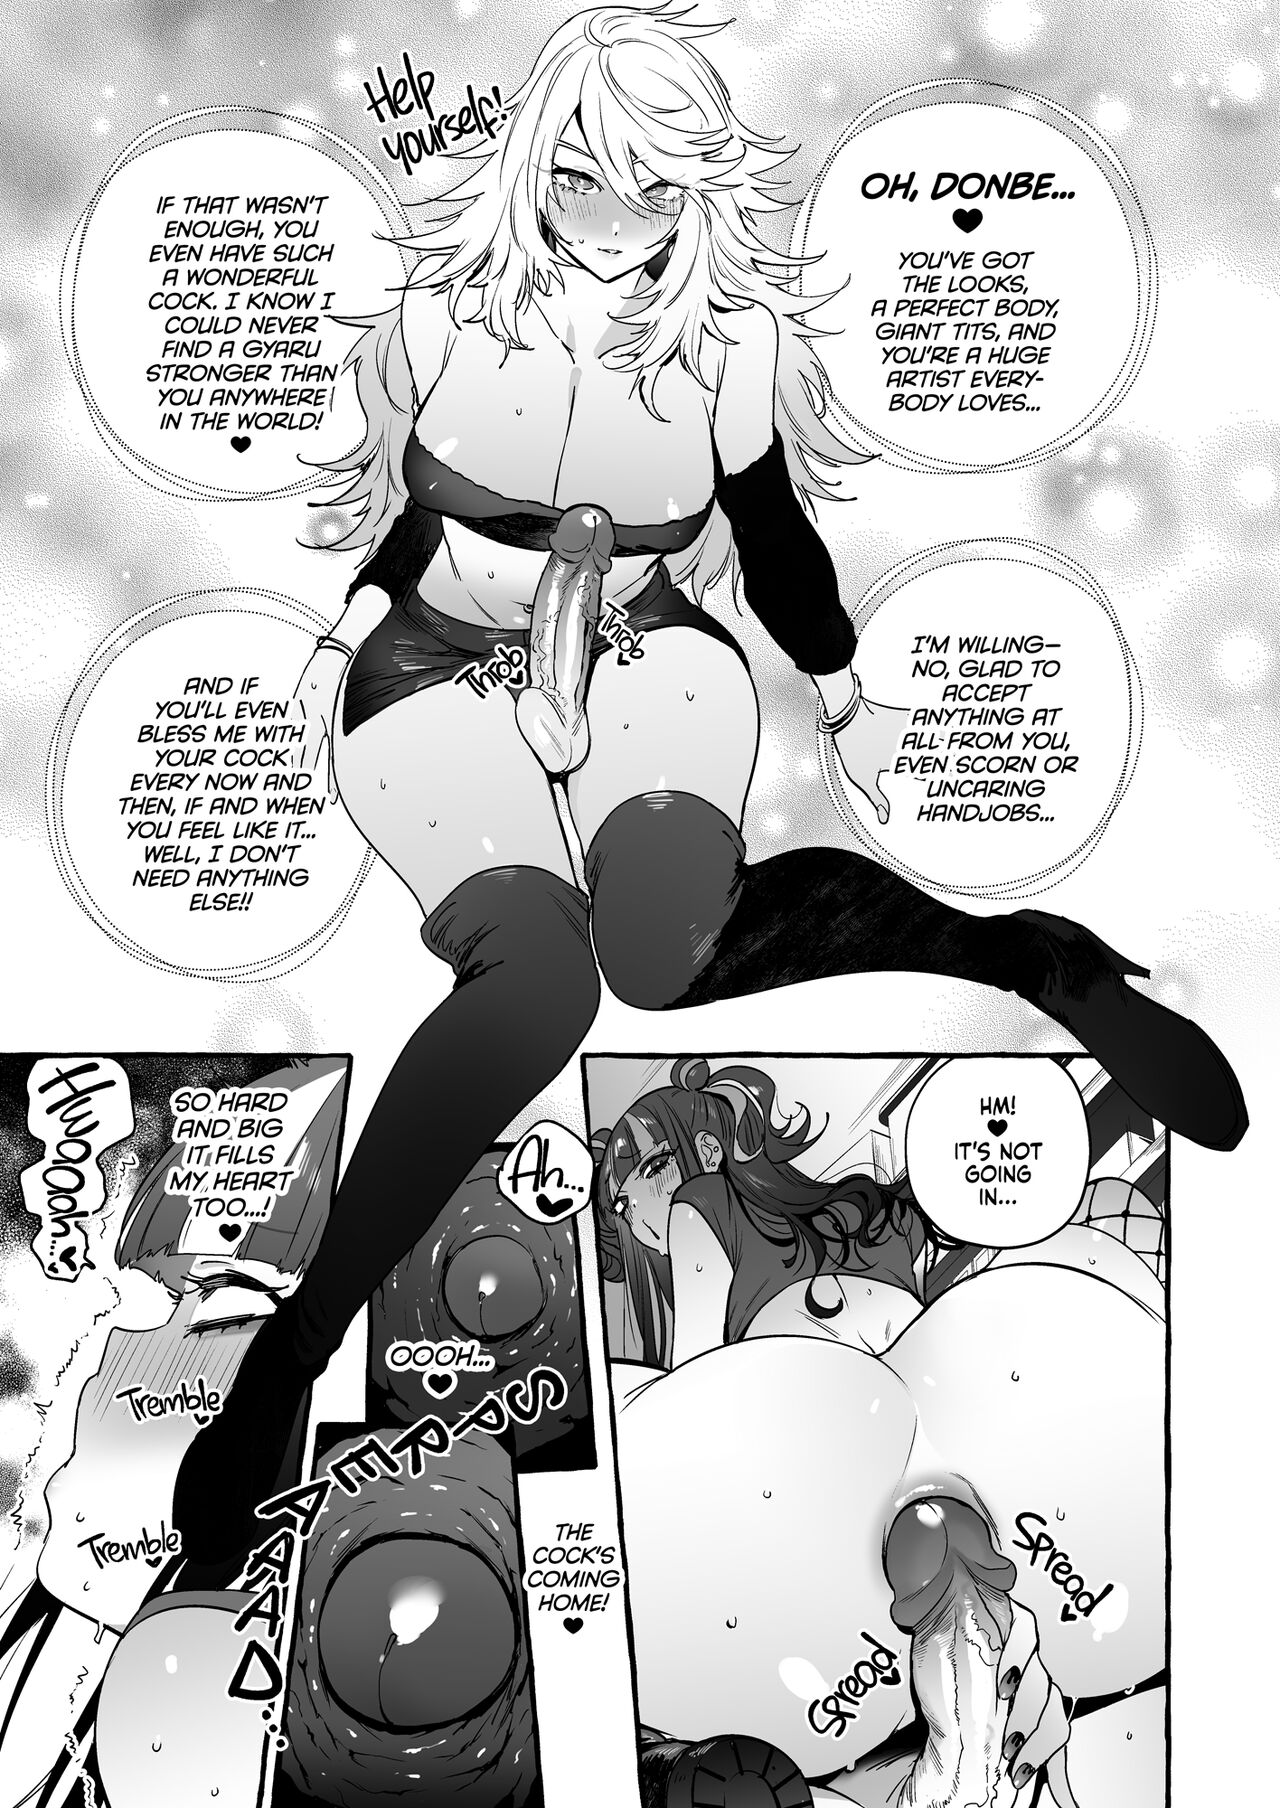 Help
yourself!
OH, DONBE...
♥
YOU'VE GOT
THE LOOKS,
A PERFECT BODY,
GIANT TITS, AND
YOU'RE A HUGE
ARTIST EVERY-
BODY LOVES...
IF THAT WASN'T
ENOUGH, YOU
EVEN HAVE SUCH
A WONDERFUL
COCK. I KNOW I
COULD NEVER
FIND A GYARU
STRONGER THAN
YOU ANYWHERE
IN THE WORLD!
♥
I'M WILLING—
NO, GLAD TO
ACCEPT
ANYTHING AT
ALL FROM YOU,
EVEN SCORN OR
UNCARING
HANDJOBS...
Throb
Throb
AND IF
YOU'LL EVEN
BLESS ME WITH
YOUR COCK
EVERY NOW AND
THEN, IF AND WHEN
YOU FEEL LIKE IT...
WELL, I DON'T
NEED ANYTHING
ELSE!!
HM!
♥
IT'S NOT
GOING
IN...
Spread
Spread
Ah...
OOOH...
♥
SPREAAAAD...
THE
COCK'S
COMING
HOME!
♥
SO HARD
AND BIG
IT FILLS
MY HEART
TOO...!
♥
Hwoooh...
Tremble
Tremble